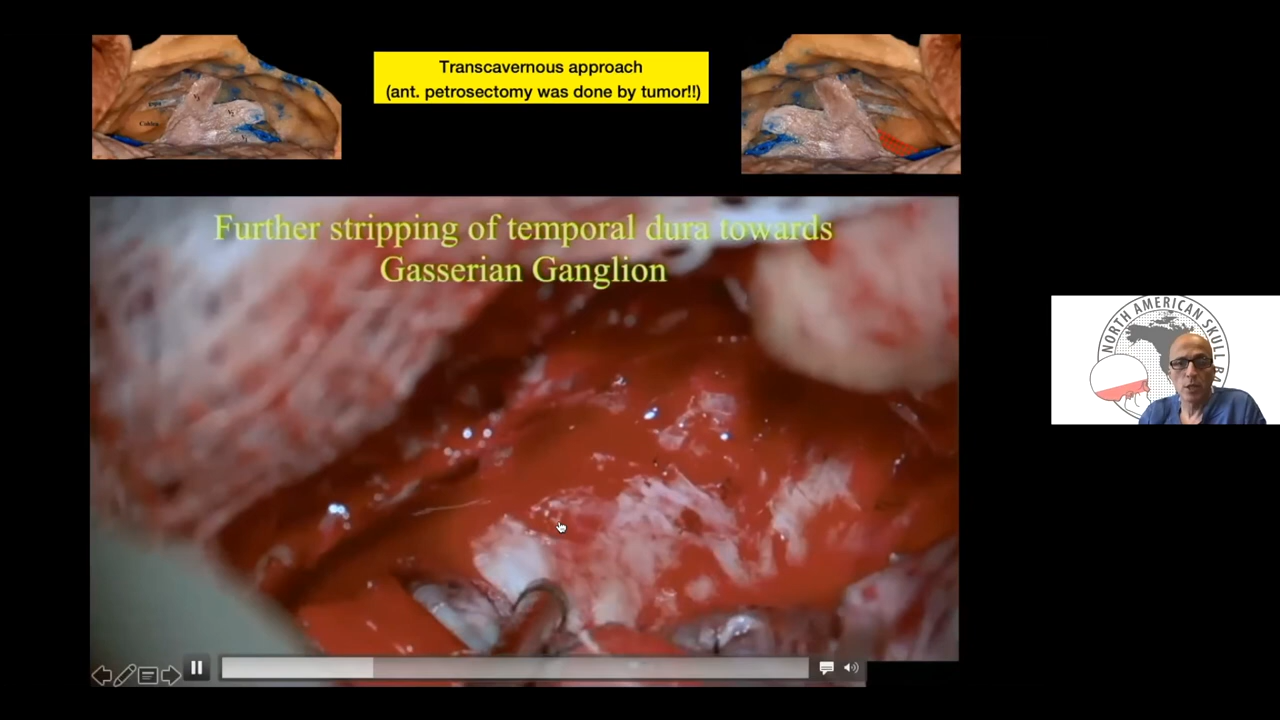 Transcavernous approach
(ant. petrosectomy was done by tumor!!)
Further stripping of temporal dura towards
Gasserian Ganglion
NORTH AMERICAN SKULL BA